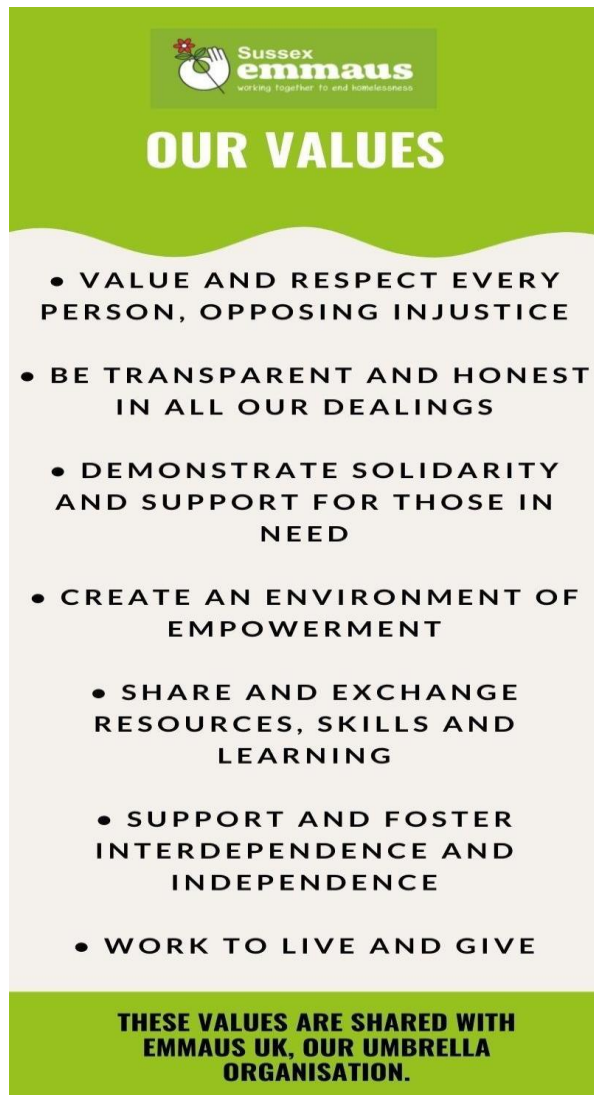 Sussex
emmaus
working together to end homelessness
OUR VALUES
• VALUE AND RESPECT EVERY
PERSON, OPPOSING INJUSTICE
• BE TRANSPARENT AND HONEST
IN ALL OUR DEALINGS
• DEMONSTRATE SOLIDARITY
AND SUPPORT FOR THOSE IN
NEED
• CREATE AN ENVIRONMENT OF
EMPOWERMENT
• SHARE AND EXCHANGE
RESOURCES, SKILLS AND
LEARNING
• SUPPORT AND FOSTER
INTERDEPENDENCE AND
INDEPENDENCE
• WORK TO LIVE AND GIVE
THESE VALUES ARE SHARED WITH
EMMAUS UK, OUR UMBRELLA
ORGANISATION.